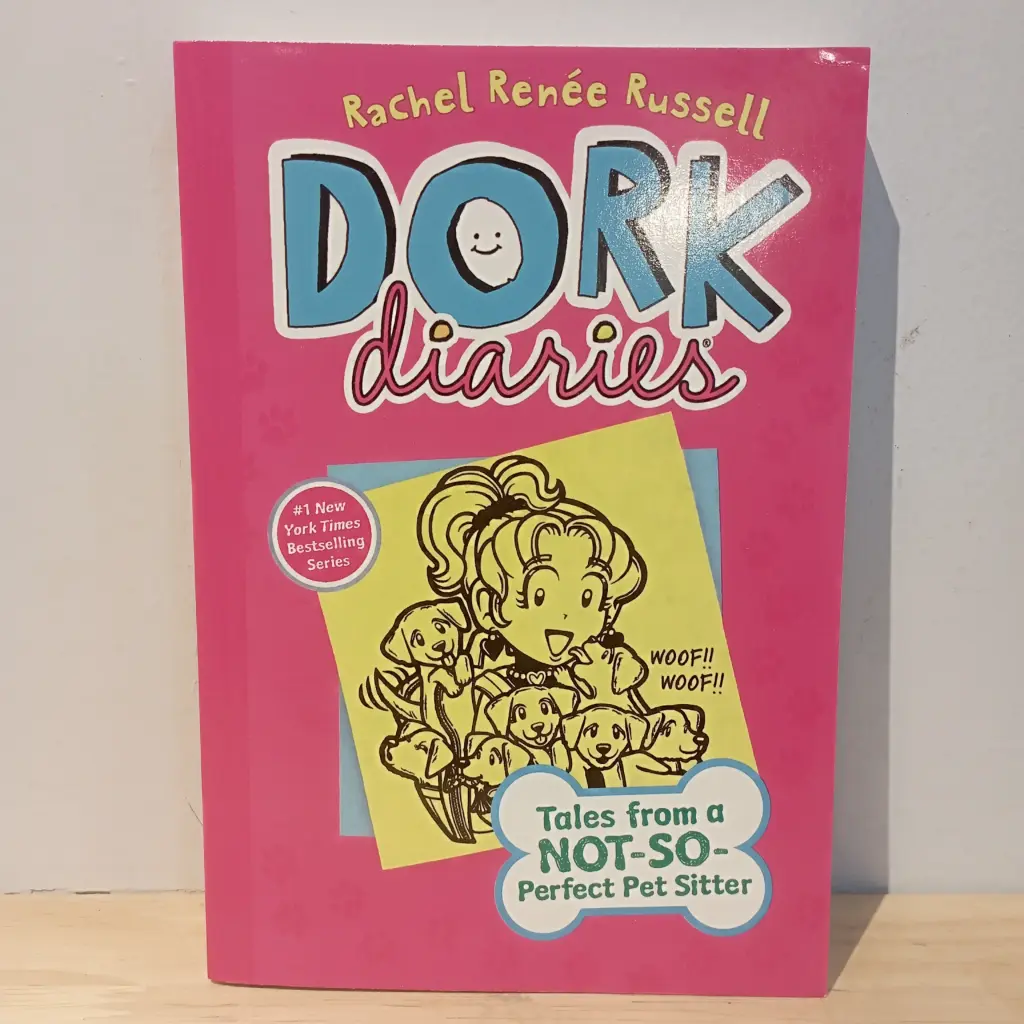 Rachel Renée Russell
DORK
diaries®
#1 New
York Times
Bestselling
Series
WOOF!!
WOOF!!
Tales from a
NOT-SO-
Perfect Pet Sitter